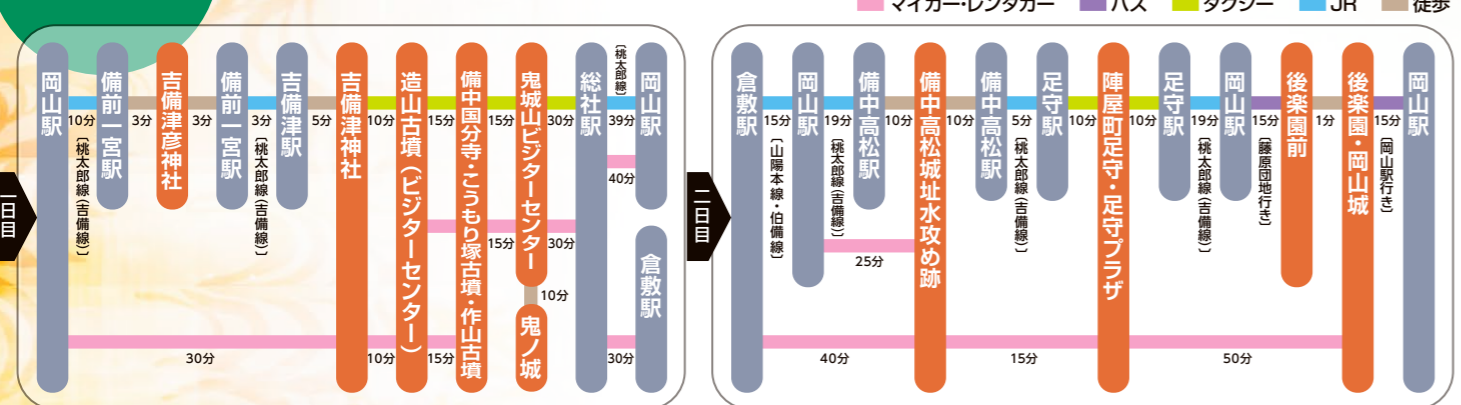 マイカー・レンタカー
バス
タクシー
JR
徒歩
一日目
岡山駅
10分
〔桃太郎線(吉備線)〕
備前一宮駅
3分
吉備津彦神社
3分
備前一宮駅
3分
〔桃太郎線(吉備線)〕
吉備津駅
5分
吉備津神社
10分
造山古墳(ビジターセンター)
15分
備中国分寺・こうもり塚古墳・作山古墳
15分
鬼城山ビジターセンター
30分
総社駅
〔桃太郎線〕
39分
岡山駅
40分
15分
30分
10分
鬼ノ城
倉敷駅
30分
10分
15分
30分
二日目
倉敷駅
15分
〔山陽本線・伯備線〕
岡山駅
19分
〔桃太郎線(吉備線)〕
備中高松駅
10分
備中高松城址水攻め跡
10分
備中高松駅
5分
〔桃太郎線(吉備線)〕
足守駅
10分
陣屋町足守・足守プラザ
10分
足守駅
19分
〔桃太郎線(吉備線)〕
岡山駅
15分
〔藤原団地行き〕
後楽園前
1分
後楽園・岡山城
15分
〔岡山駅行き〕
岡山駅
25分
40分
15分
50分